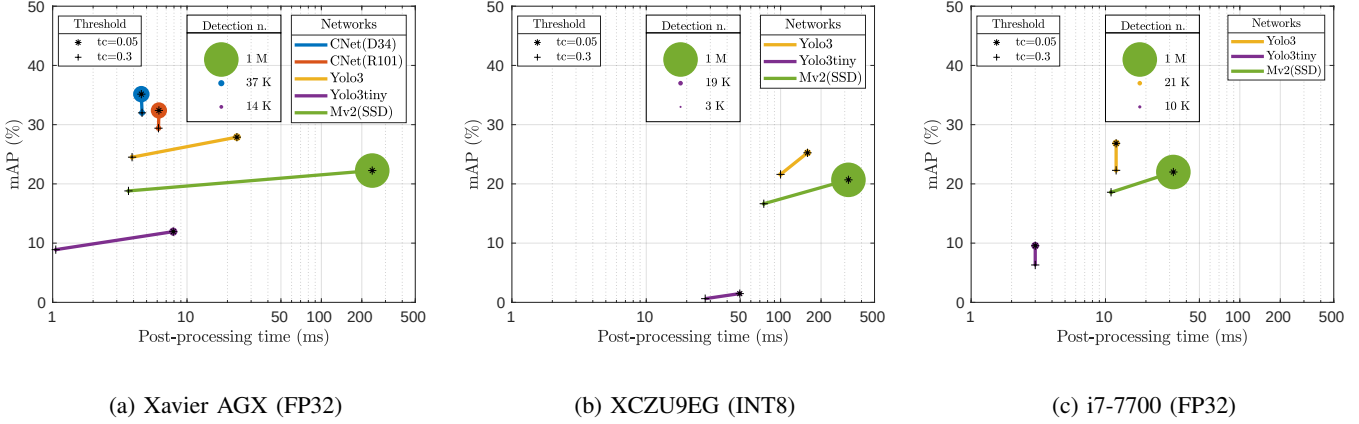 Threshold
tc=0.05
tc=0.3
Detection n.
1 M
37 K
14 K
Networks
CNet(D34)
CNet(R101)
Yolo3
Yolo3tiny
Mv2(SSD)
mAP (%)
50
40
30
20
10
0
1
10
50
100
200
500
Post-processing time (ms)
(a) Xavier AGX (FP32)
Threshold
tc=0.05
tc=0.3
Detection n.
1 M
19 K
3 K
Networks
Yolo3
Yolo3tiny
Mv2(SSD)
mAP (%)
50
40
30
20
10
0
1
10
50
100
200
500
Post-processing time (ms)
(b) XCZU9EG (INT8)
Threshold
tc=0.05
tc=0.3
Detection n.
1 M
21 K
10 K
Networks
Yolo3
Yolo3tiny
Mv2(SSD)
mAP (%)
50
40
30
20
10
0
1
10
50
100
200
500
Post-processing time (ms)
(c) i7-7700 (FP32)